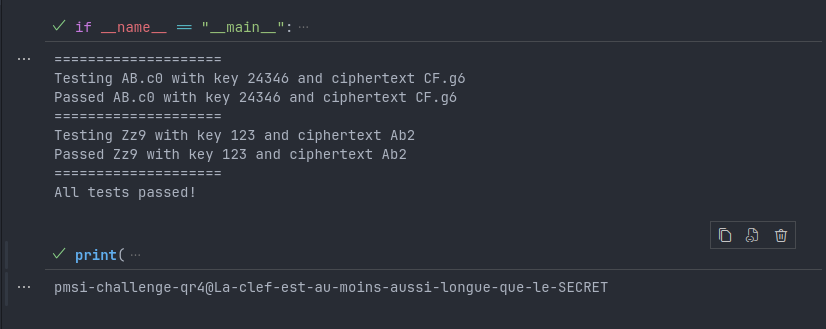 if __name__ == "__main__": ...
====================
Testing AB.c0 with key 24346 and ciphertext CF.g6
Passed AB.c0 with key 24346 and ciphertext CF.g6
====================
Testing Zz9 with key 123 and ciphertext Ab2
Passed Zz9 with key 123 and ciphertext Ab2
====================
All tests passed!
print( ...
pmsi-challenge-qr4@La-clef-est-au-moins-aussi-longue-que-le-SECRET